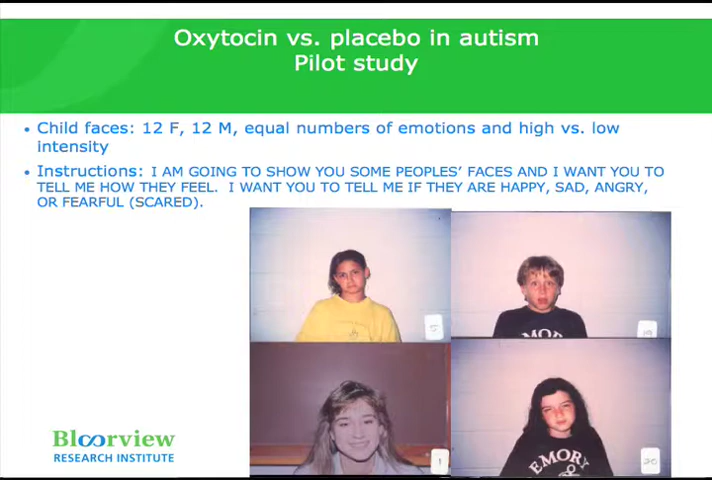 Oxytocin vs. placebo in autism
Pilot study
• Child faces: 12 F, 12 M, equal numbers of emotions and high vs. low
intensity
• Instructions: I AM GOING TO SHOW YOU SOME PEOPLES' FACES AND I WANT YOU TO
TELL ME HOW THEY FEEL. I WANT YOU TO TELL ME IF THEY ARE HAPPY, SAD, ANGRY,
OR FEARFUL (SCARED).
1
EMORY
20
Bloorview
RESEARCH INSTITUTE